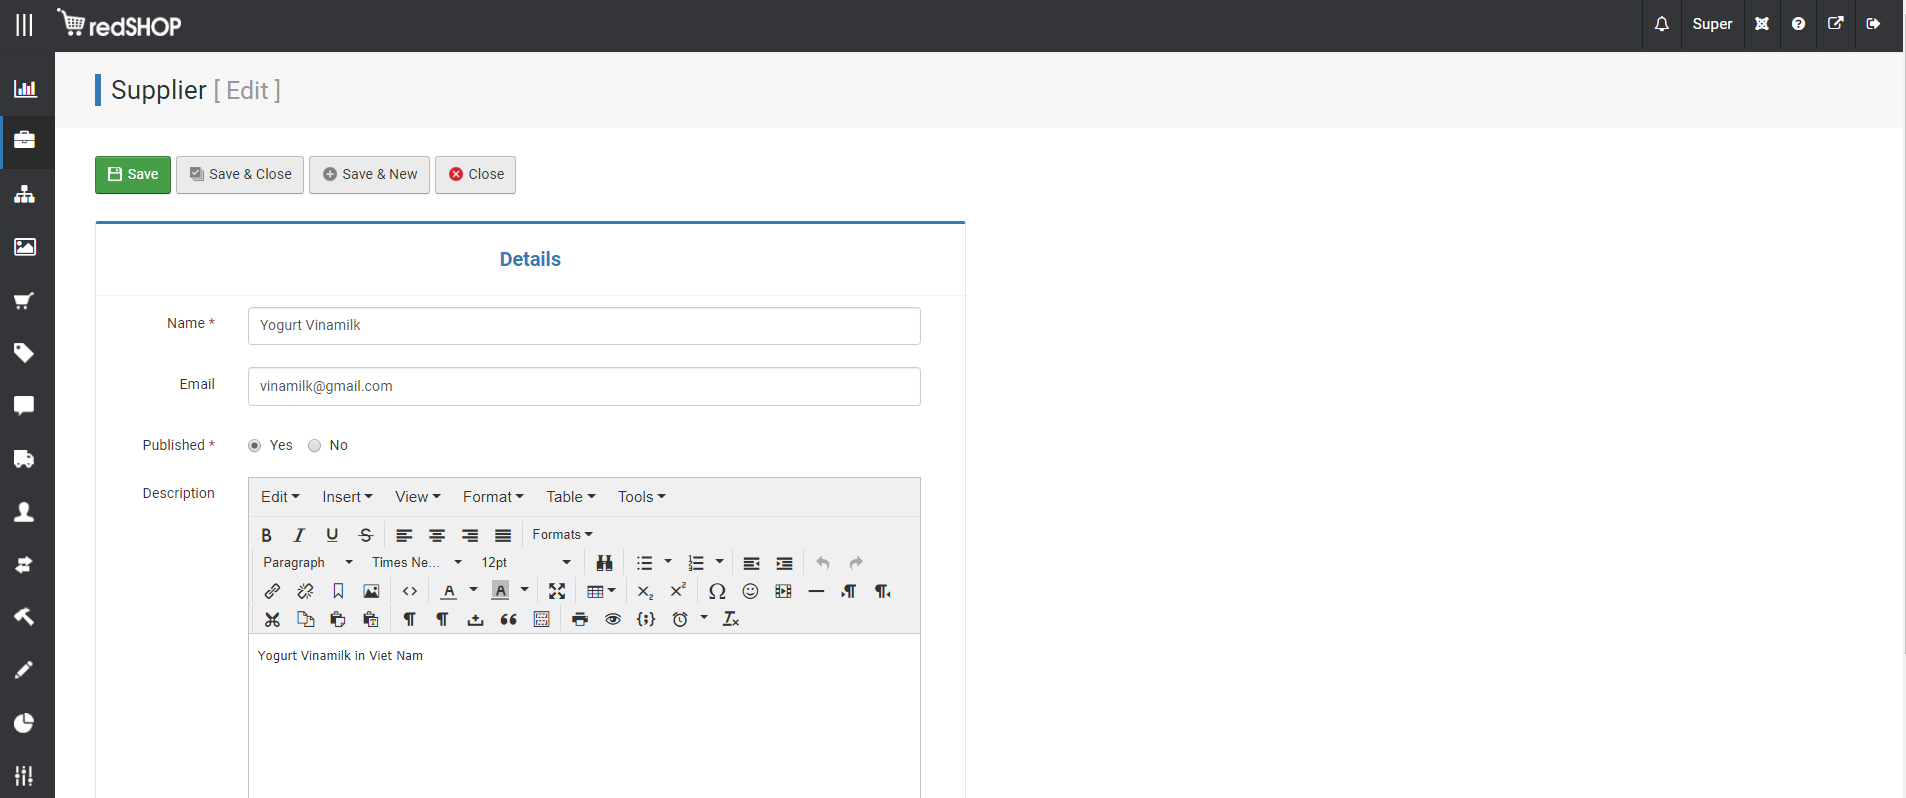 redSHOP
Super
Supplier [ Edit ]
Save
Save & Close
Save & New
Close
Details
Name *
Yogurt Vinamilk
Email
vinamilk@gmail.com
Published *
Yes
No
Description
Edit Insert View Format Table Tools
Formats
Paragraph Times Ne... 12pt
Yogurt Vinamilk in Viet Nam